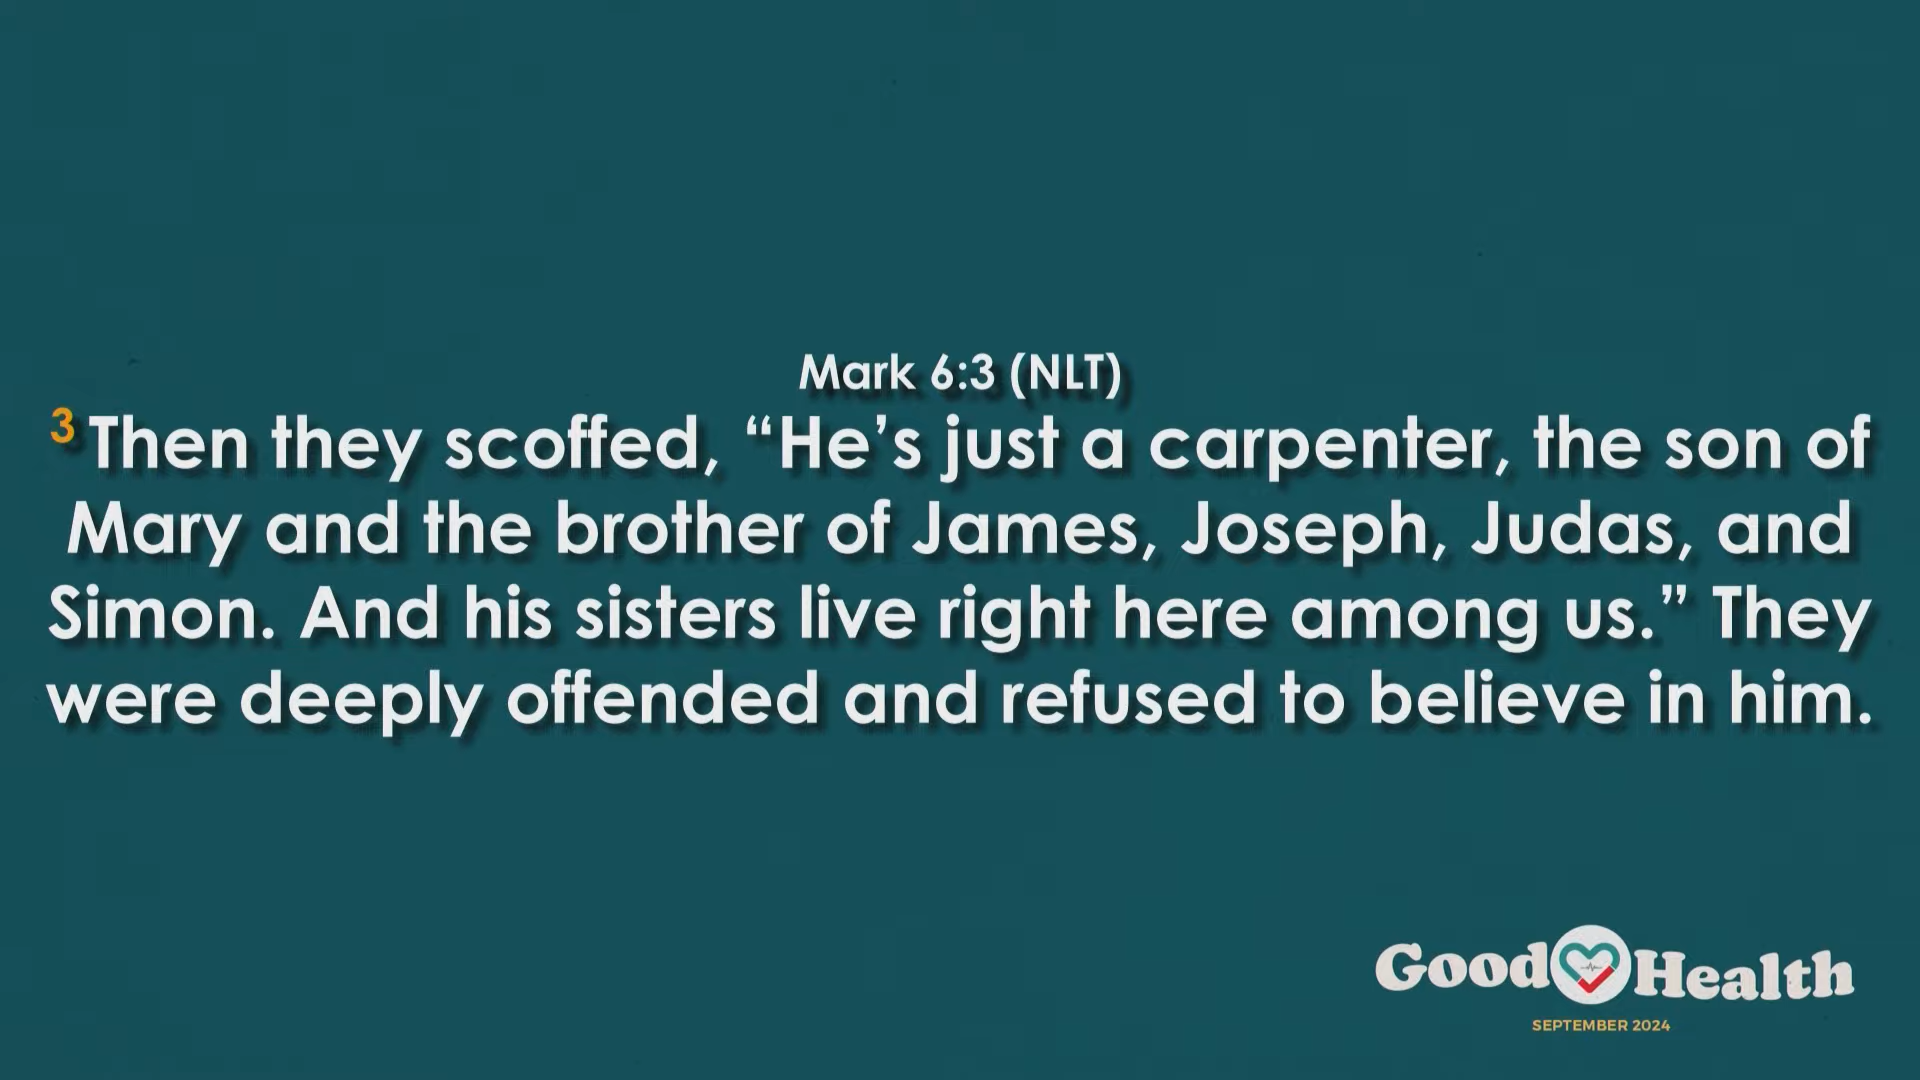 Mark 6:3 (NLT)
3 Then they scoffed, “He’s just a carpenter, the son of
Mary and the brother of James, Joseph, Judas, and
Simon. And his sisters live right here among us.” They
were deeply offended and refused to believe in him.
Good Health
SEPTEMBER 2024